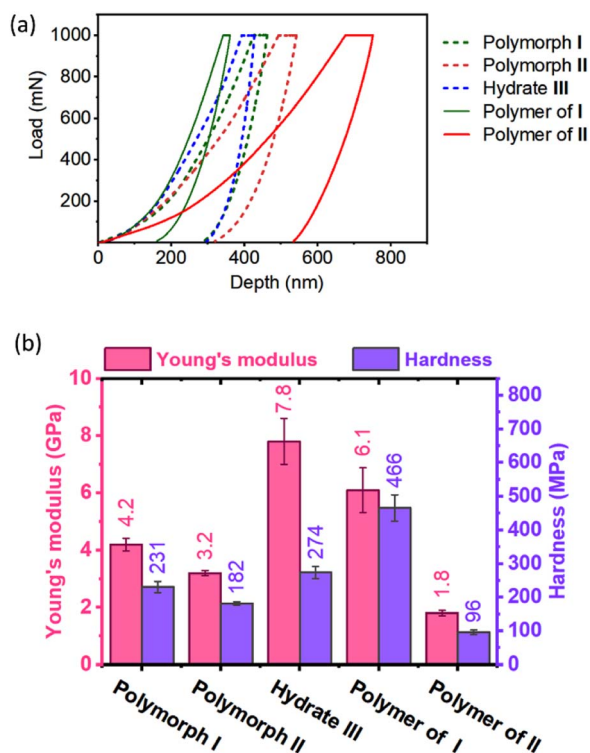 (a)
1000
800
600
400
200
Load (mN)
0 200 400 600 800
Depth (nm)
Polymorph I
Polymorph II
Hydrate III
Polymer of I
Polymer of II
(b)
Young's modulus
Hardness
10
8
6
4
2
0
Young's modulus (GPa)
4.2
231
3.2
182
7.8
274
6.1
466
1.8
96
800
700
600
500
400
300
200
100
0
Hardness (MPa)
Polymorph I
Polymorph II
Hydrate III
Polymer of I
Polymer of II